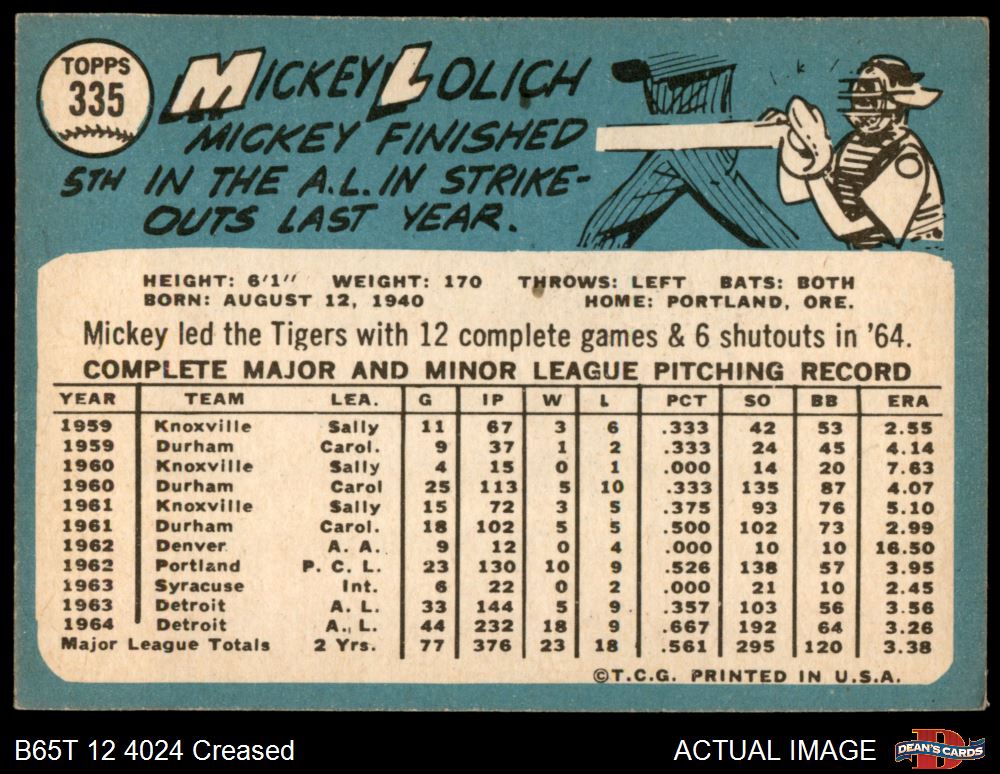 TOPPS
335
MICKEY LOLICH
MICKEY FINISHED
5TH IN THE A.L. IN STRIKE-
OUTS LAST YEAR.
HEIGHT: 6'1" WEIGHT: 170 THROWS: LEFT BATS: BOTH
BORN: AUGUST 12, 1940 HOME: PORTLAND, ORE.
Mickey led the Tigers with 12 complete games & 6 shutouts in '64.
COMPLETE MAJOR AND MINOR LEAGUE PITCHING RECORD
YEAR TEAM LEA. G IP W L PCT SO BB ERA
1959 Knoxville Sally 11 67 3 6 .333 42 53 2.55
1959 Durham Carol. 9 37 1 2 .333 24 45 4.14
1960 Knoxville Sally 4 15 0 1 .000 14 20 7.63
1960 Durham Carol 25 113 5 10 .333 135 87 4.07
1961 Knoxville Sally 15 72 3 5 .375 93 76 5.10
1961 Durham Carol. 18 102 5 5 .500 102 73 2.99
1962 Denver A. A. 9 12 0 4 .000 10 10 16.50
1962 Portland P. C. L. 23 130 10 9 .526 138 57 3.95
1963 Syracuse Int. 6 22 0 2 .000 21 10 2.45
1963 Detroit A. L. 33 144 5 9 .357 103 56 3.56
1964 Detroit A. L. 44 232 18 9 .667 192 64 3.26
Major League Totals 2 Yrs. 77 376 23 18 .561 295 120 3.38
©T.C.G. PRINTED IN U.S.A.
B65T 12 4024 Creased ACTUAL IMAGE DEAN'S CARDS